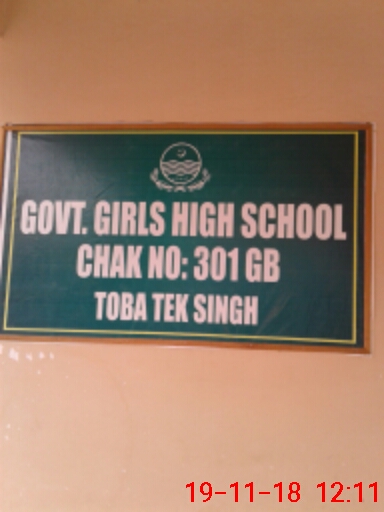 GOVT. GIRLS HIGH SCHOOL
CHAK NO: 301 GB
TOBA TEK SINGH
19-11-18 12:11